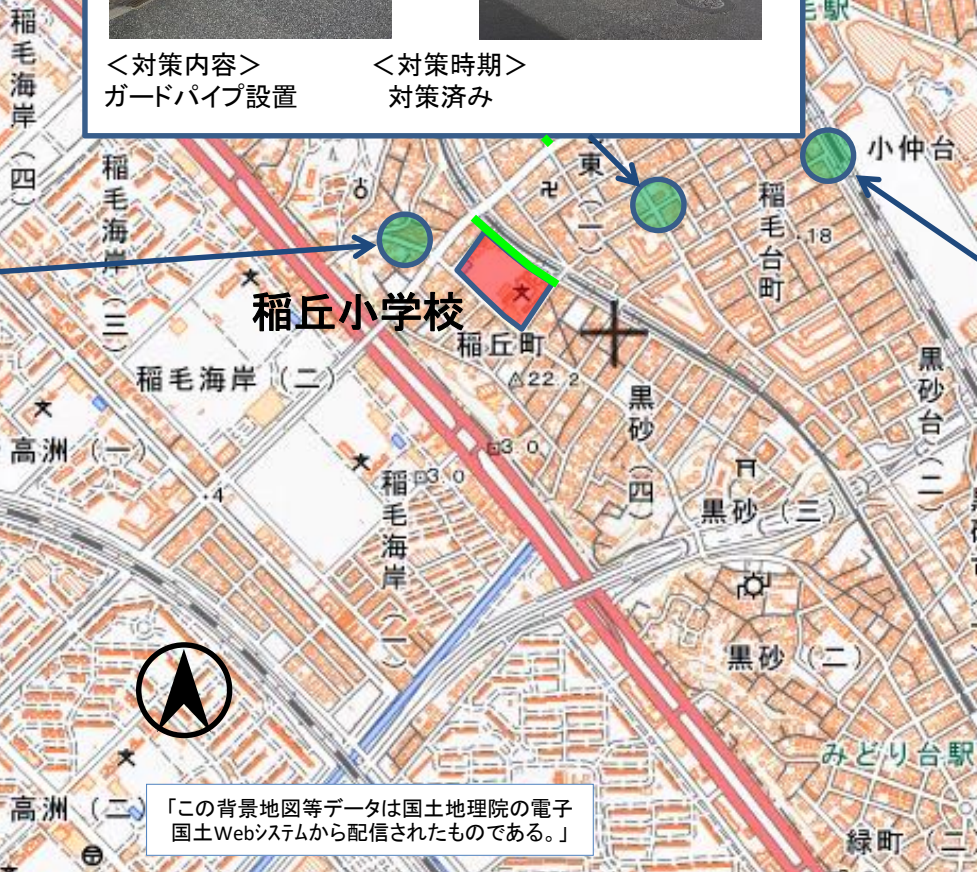 ＜対策内容＞
ガードパイプ設置
＜対策時期＞
対策済み
稲毛海岸（四）
稲毛海岸（三）
東（一）
小仲台
稲毛台町
18
稲丘小学校
稲丘町
22 2
稲毛海岸（二）
黒砂（四）
黒砂台（二）
高洲（一）
3 0
3 0
4
稲毛海岸（一）
黒砂（三）
黒砂（二）
みどり台駅
高洲（二）
緑町（二
「この背景地図等データは国土地理院の電子
国土Webｼｽﾃﾑから配信されたものである。」